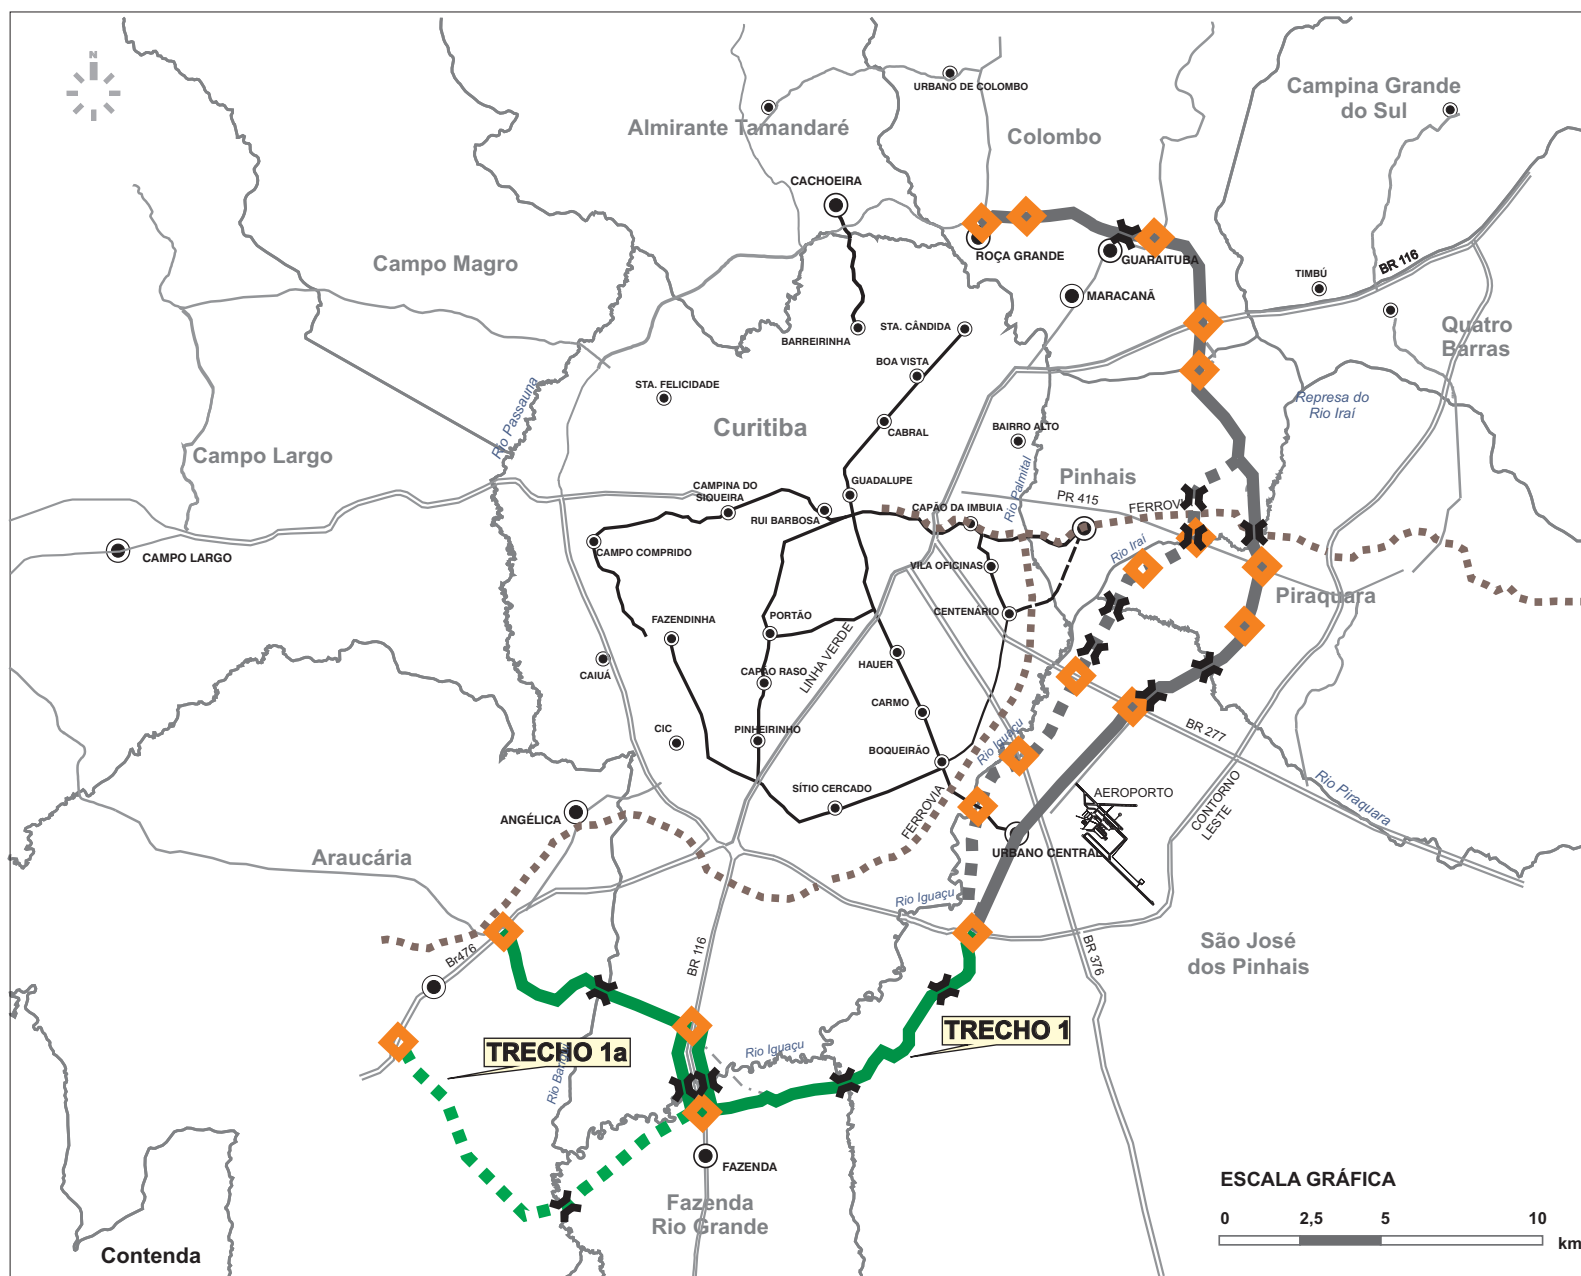 N
URBANO DE COLOMBO
Campina Grande
do Sul
Almirante Tamandaré
Colombo
CACHOEIRA
ROÇA GRANDE
GUARAITUBA
BR 116
Campo Magro
TIMBÚ
MARACANÃ
STA. CÂNDIDA
BARREIRINHA
Quatro
Barras
BOA VISTA
STA. FELICIDADE
Rio Passauna
Represa do
Rio Iraí
Curitiba
CABRAL
BAIRRO ALTO
Campo Largo
Pinhais
Rio Palmital
GUADALUPE
CAMPINA DO
SIQUEIRA
PR 415
RUI BARBOSA
CAPÃO DA IMBUIA
FERROVI
CAMPO COMPRIDO
CAMPO LARGO
Rio Iraí
VILA OFICINAS
Piraquara
CENTENÁRIO
FAZENDINHA
PORTÃO
LINHA VERDE
HAUER
CAIUÁ
CAPÃO RASO
CARMO
CIC
PINHEIRINHO
BR 277
Rio Iguaçu
BOQUEIRÃO
SÍTIO CERCADO
AEROPORTO
Rio Piraquara
CONTORNO
LESTE
FERROVIA
ANGÉLICA
URBANO CENTRAL
Araucária
Rio Iguaçu
Br476
BR 116
BR 376
São José
dos Pinhais
TRECHO 1
TRECHO 1a
Rio Iguaçu
Rio Barigui
FAZENDA
ESCALA GRÁFICA
Fazenda
Rio Grande
0 2,5 5 10
km
Contenda